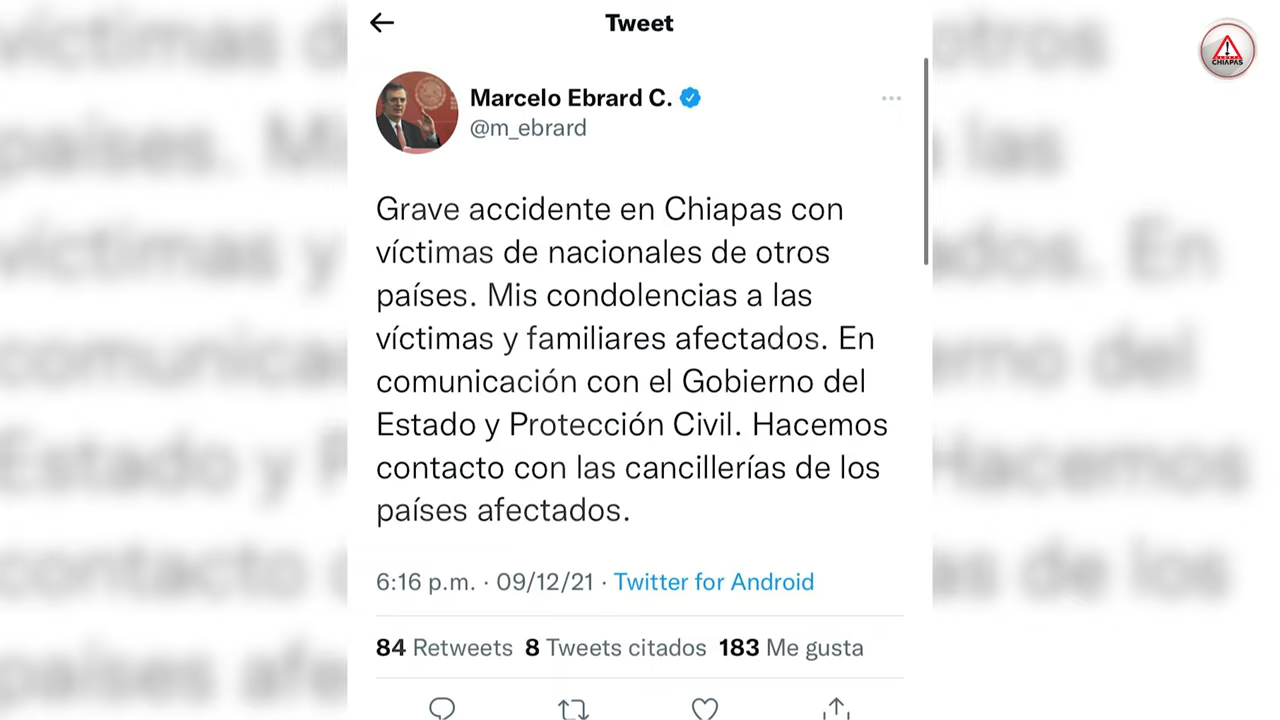 Tweet
Marcelo Ebrard C.
@m_ebrard
Grave accidente en Chiapas con
víctimas de nacionales de otros
países. Mis condolencias a las
víctimas y familiares afectados. En
comunicación con el Gobierno del
Estado y Protección Civil. Hacemos
contacto con las cancillerías de los
países afectados.
6:16 p.m. · 09/12/21 · Twitter for Android
84 Retweets 8 Tweets citados 183 Me gusta
CHIAPAS